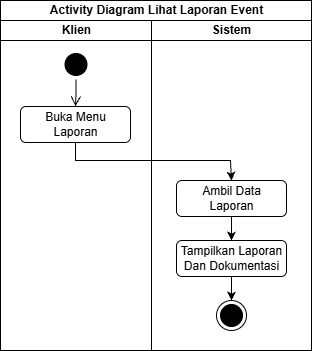 Activity Diagram Lihat Laporan Event
Klien
Sistem
Buka Menu
Laporan
Ambil Data
Laporan
Tampilkan Laporan
Dan Dokumentasi